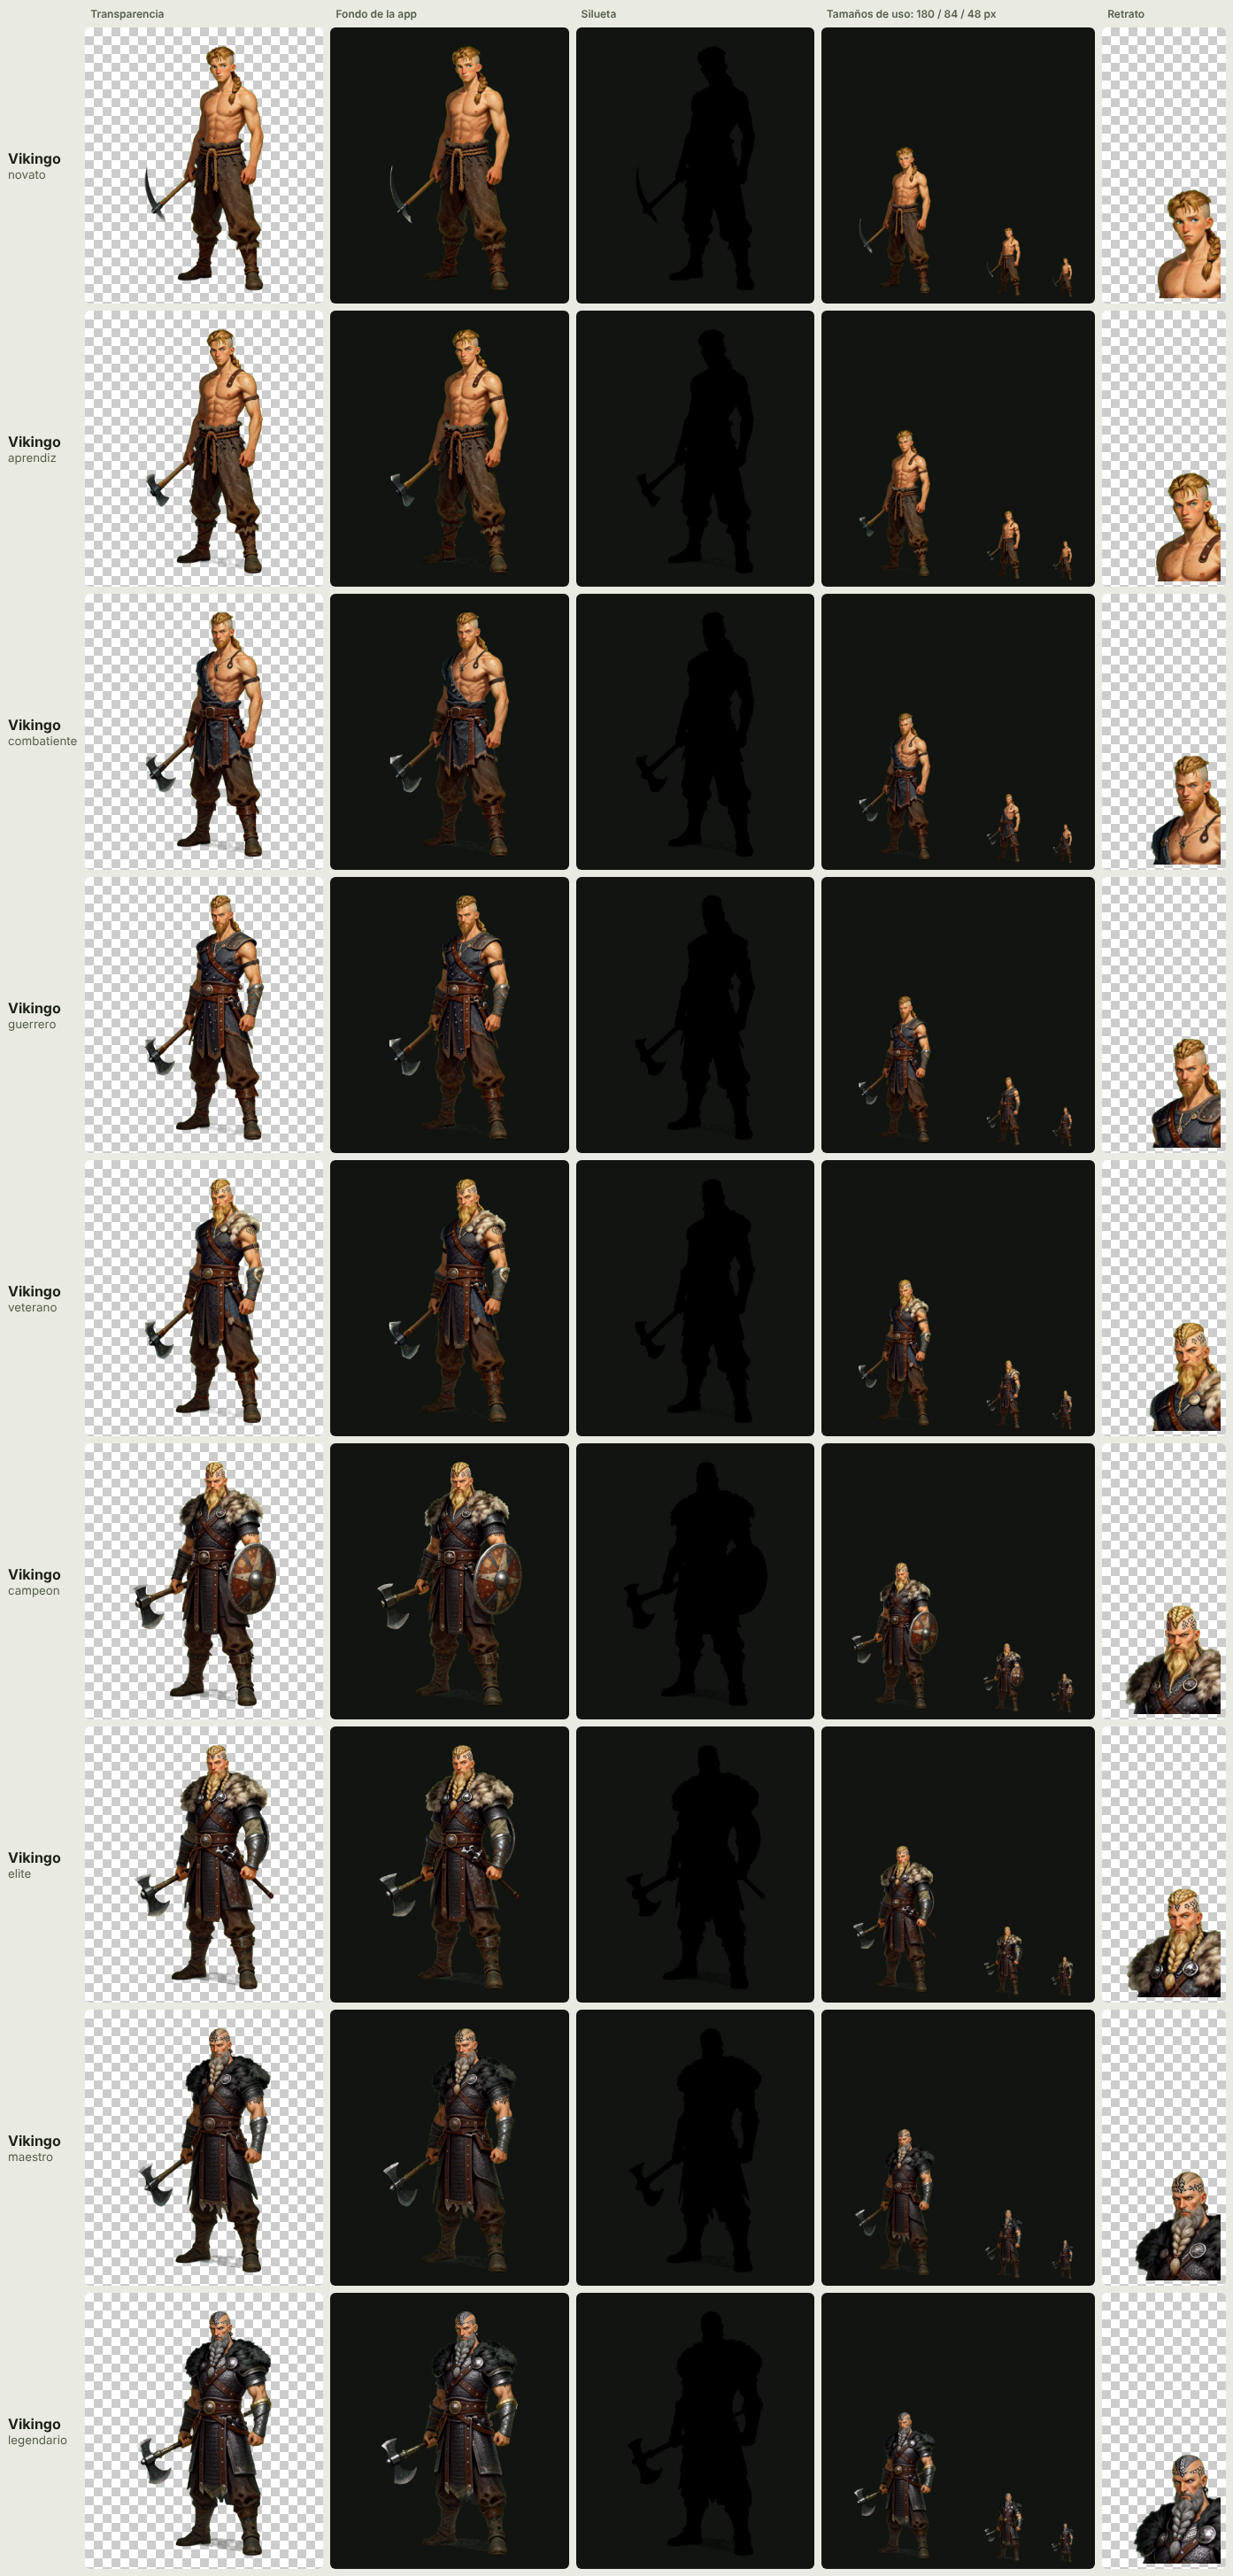 Transparencia
Fondo de la app
Silueta
Tamaños de uso: 180 / 84 / 48 px
Retrato
Vikingo
novato
Vikingo
aprendiz
Vikingo
combatiente
Vikingo
guerrero
Vikingo
veterano
Vikingo
campeon
Vikingo
elite
Vikingo
maestro
Vikingo
legendario